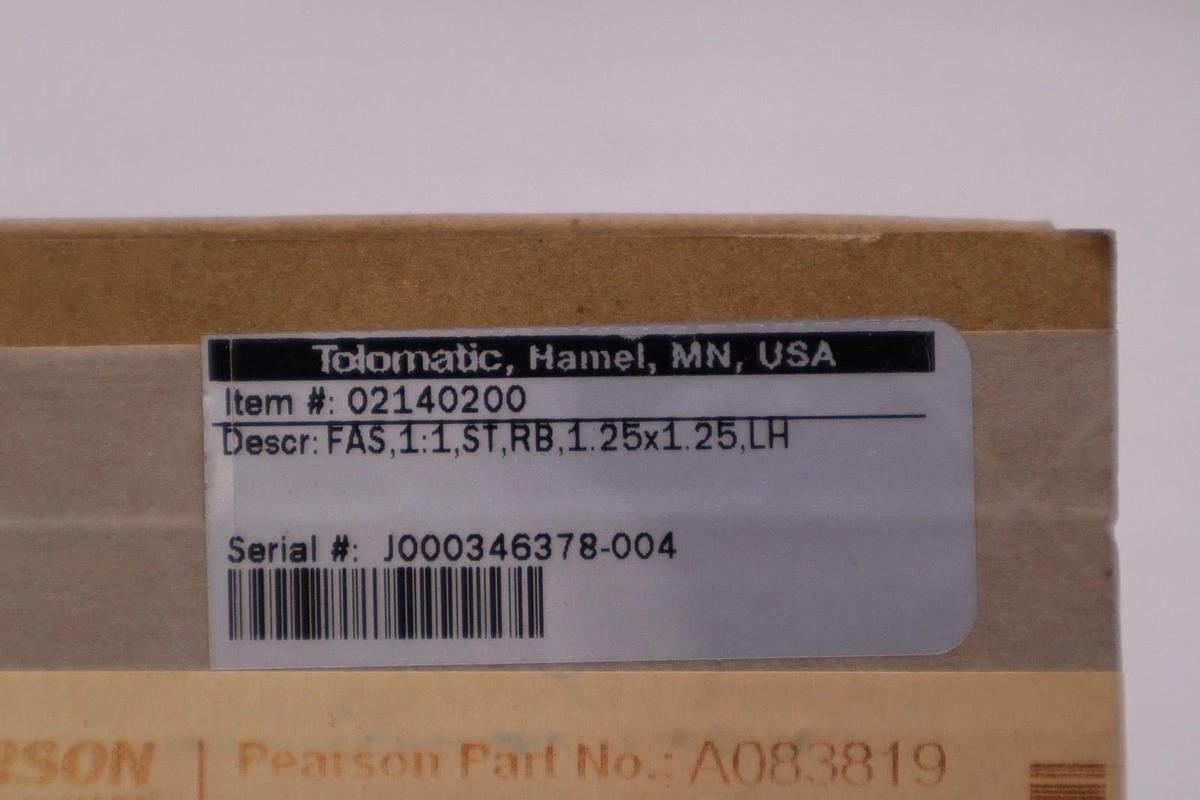 Tolomatic, Hamel, MN, USA
Item #: 02140200
Descr: FAS,1:1,ST,RB,1.25x1.25,LH
Serial #: J000346378-004
RSON | Pearson Part No.: A083819